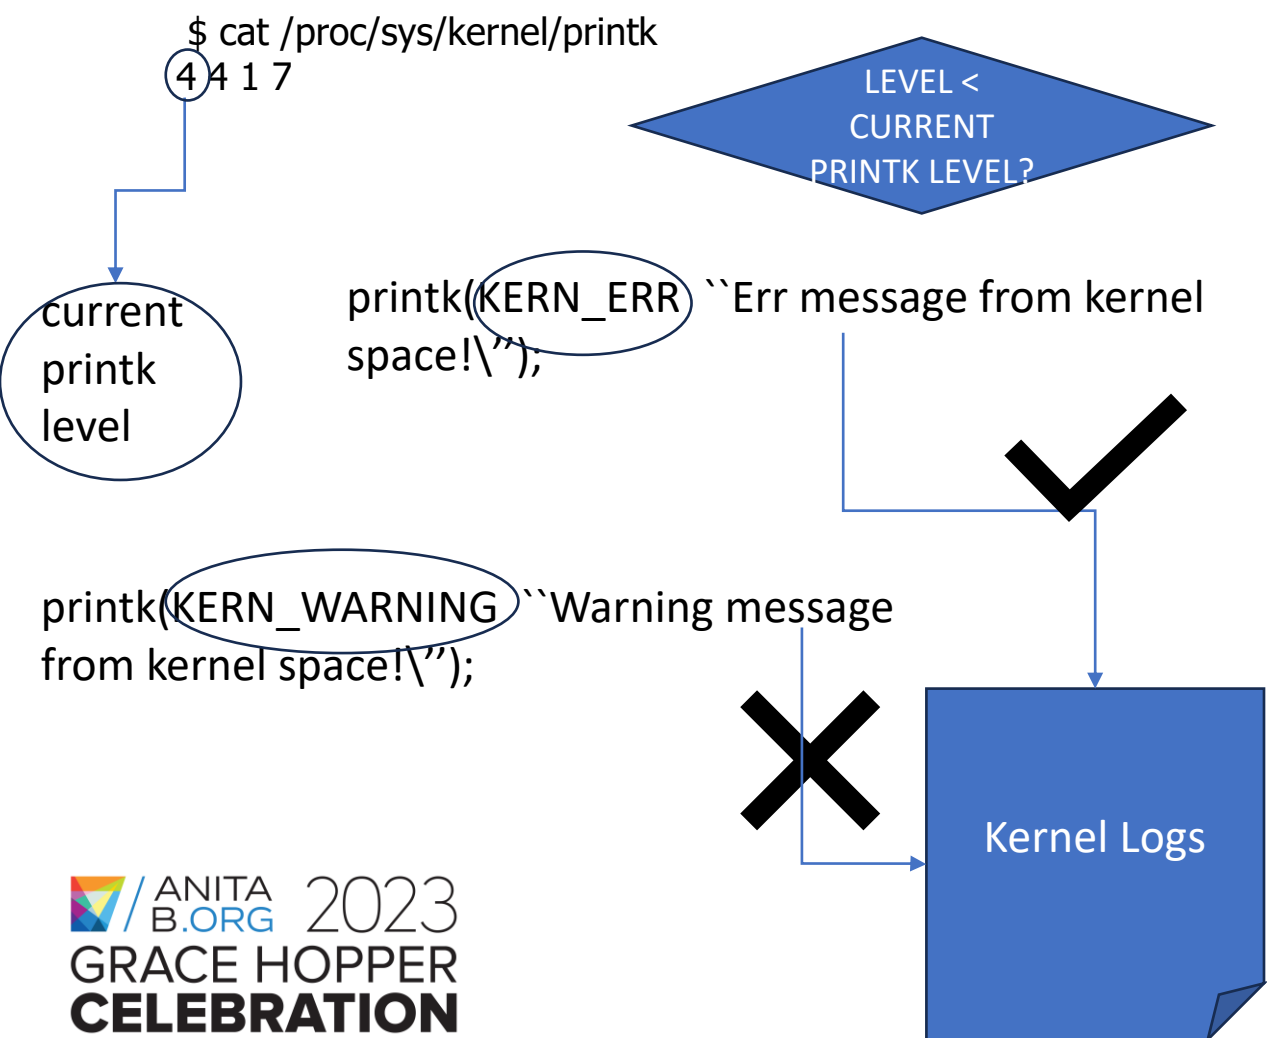 $ cat /proc/sys/kernel/printk
4 4 1 7
LEVEL <
CURRENT
PRINTK LEVEL?
current
printk
level
printk(KERN_ERR ``Err message from kernel
space!\’’);
printk(KERN_WARNING ``Warning message
from kernel space!\’’);
Kernel Logs
ANITA
B.ORG
2023
GRACE HOPPER
CELEBRATION